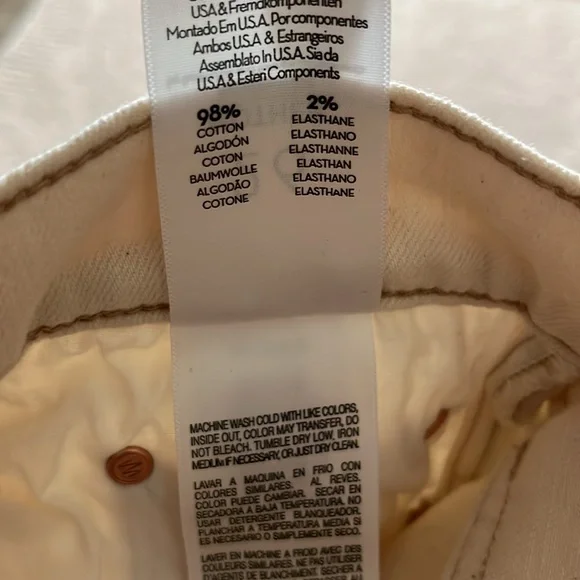 USA & Fremdkomponenten
Montado Em U.S.A. Por componentes
Ambos U.S.A & Estrangeiros
Assemblato In U.S.A. Sia da
U.S.A & Esteri Components
98%
COTTON
ALGODÓN
COTON
BAUMWOLLE
ALGODÃO
COTONE
2%
ELASTHANE
ELASTHANO
ELASTHANNE
ELASTHAN
ELASTHANO
ELASTHANE
MACHINE WASH COLD WITH LIKE COLORS,
INSIDE OUT, COLOR MAY TRANSFER, DO
NOT BLEACH. TUMBLE DRY LOW. IRON
MEDIUM IF NECESSARY, OR JUST DRY CLEAN.
LAVAR A MAQUINA EN FRIO CON
COLORES SIMILARES. AL REVES.
COLOR PUEDE CAMBIAR. SECAR EN
SECADORA A BAJA TEMPERATURA. NO
USAR DETERGENTE BLANQUEADOR.
PLANCHAR A TEMPERATURA MEDIA SI
ES NECESARIO O SIMPLEMENTE SECO.
LAVER EN MACHINE A FROID AVEC DES
COULEURS SIMILAIRES. NE PAS UTILISER
D'AGENTS DE BLANCHIMENT. SECHER A